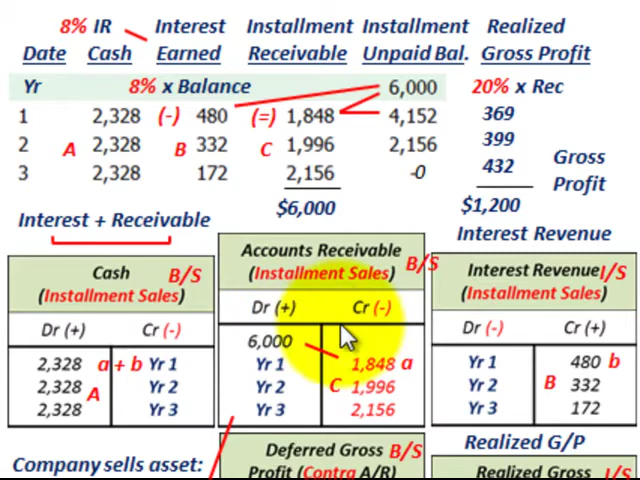 8% IR Interest Installment Installment Realized
Date Cash Earned Receivable Unpaid Bal. Gross Profit
Yr 8% x Balance 6,000 20% x Rec
1 2,328 (-) 480 (=) 1,848 4,152 369
2 A 2,328 B 332 C 1,996 2,156 399
3 2,328 172 2,156 -0 432
Gross
Profit
$6,000 $1,200
Interest + Receivable
Interest Revenue
Cash B/S
(Installment Sales)
Dr (+) Cr (-)
2,328 a + b Yr 1
2,328 A Yr 2
2,328 Yr 3
Accounts Receivable
(Installment Sales) B/S
Dr (+) Cr (-)
6,000
Yr 1 1,848 a
Yr 2 C 1,996
Yr 3 2,156
Interest Revenue I/S
(Installment Sales)
Dr (-) Cr (+)
Yr 1 480 b
Yr 2 B 332
Yr 3 172
Company sells asset:
Deferred Gross B/S
Profit (Contra A/R)
Realized G/P
Realized Gross I/S